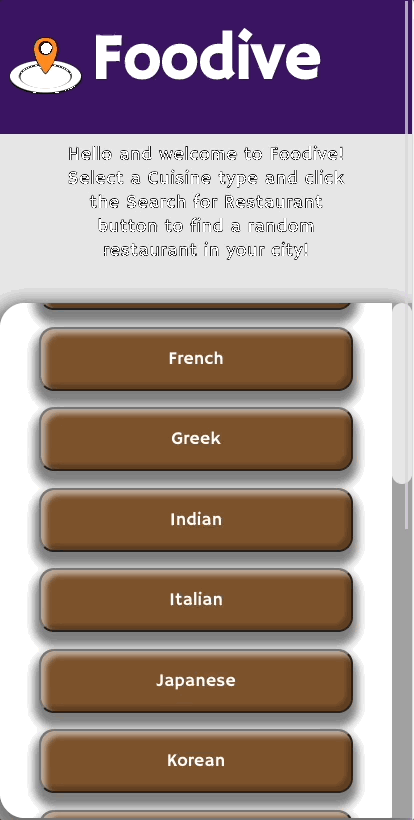 Foodive
Hello and welcome to Foodive!
Select a Cuisine type and click
the Search for Restaurant
button to find a random
restaurant in your city!
French
Greek
Indian
Italian
Japanese
Korean